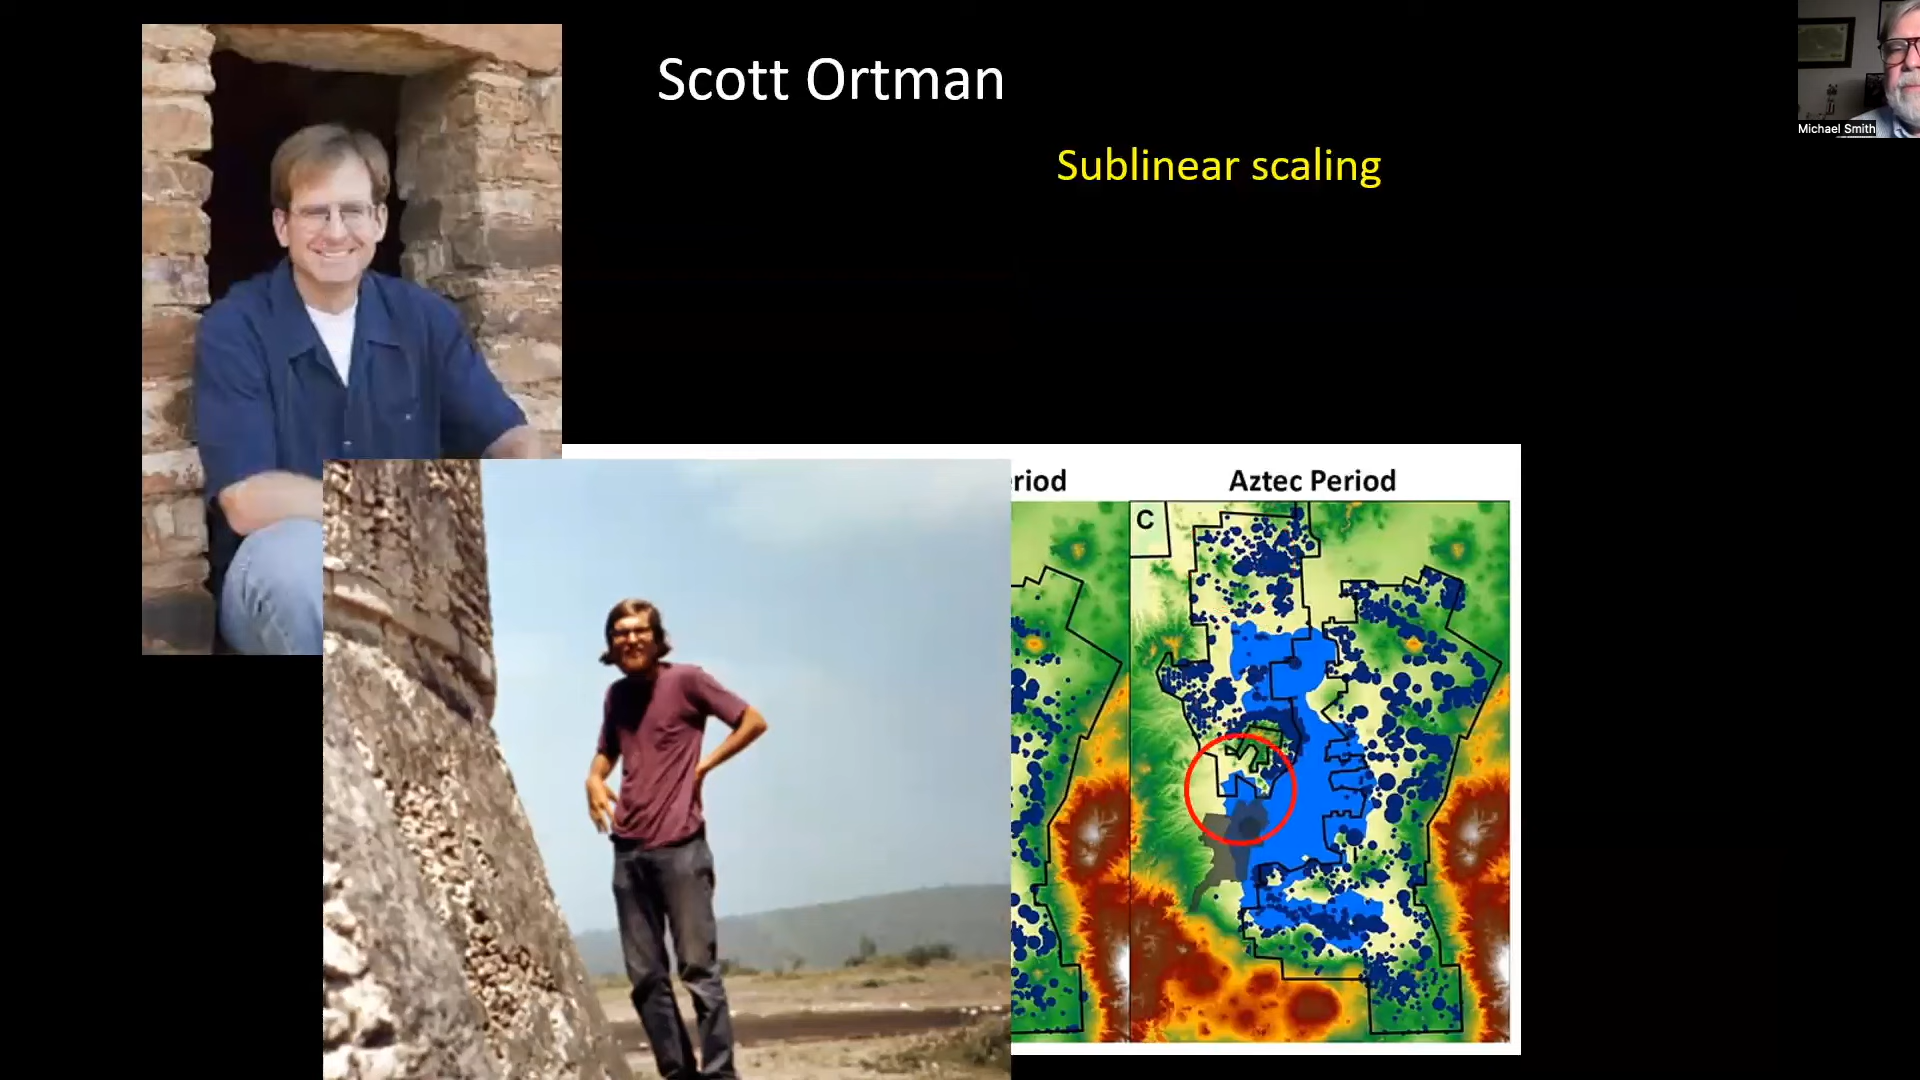 Scott Ortman
Michael Smith
Sublinear scaling
riod
Aztec Period
C